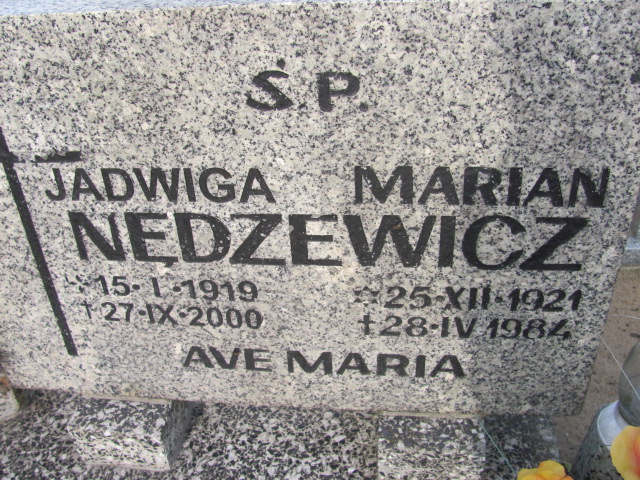 Ś.P.
JADWIGA MARIAN
NĘDZEWICZ
☆ 15·I·1919 ☆ 25·XII·1921
† 27·IX·2000 † 28·IV 1984
AVE MARIA